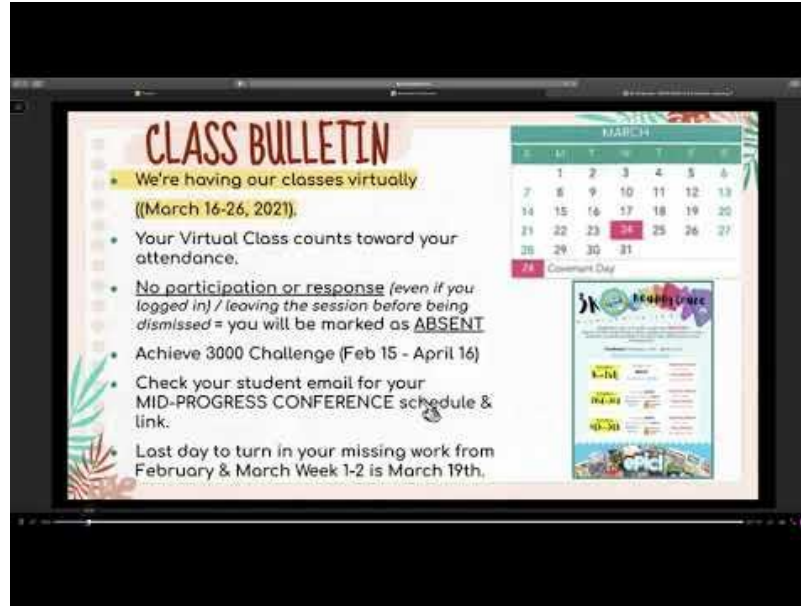 CLASS BULLETIN
We're having our classes virtually
((March 16-26, 2021).
Your Virtual Class counts toward your
attendance.
No participation or response (even if you
logged in) / leaving the session before being
dismissed = you will be marked as ABSENT
Achieve 3000 Challenge (Feb 15 - April 16)
Check your student email for your
MID-PROGRESS CONFERENCE schedule &
link.
Last day to turn in your missing work from
February & March Week 1-2 is March 19th.
MARCH
S M T W T F S
1 2 3 4 5 6
7 8 9 10 11 12 13
14 15 16 17 18 19 20
21 22 23 24 25 26 27
28 29 30 31
24 Covenant Day
3K